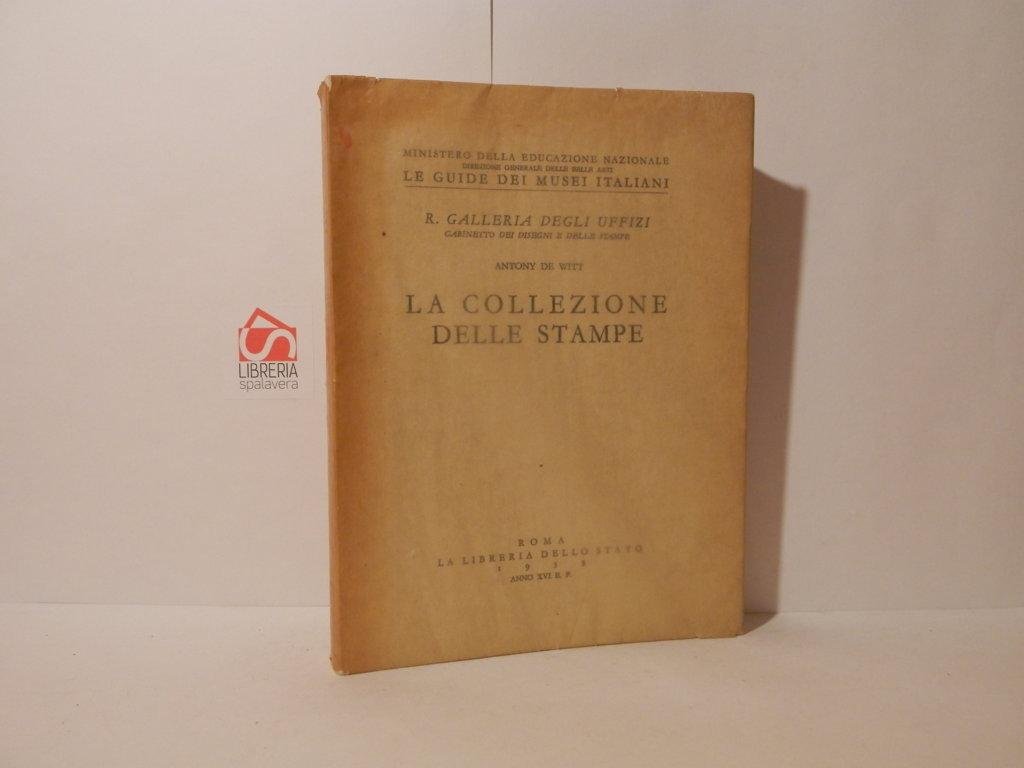 MINISTERO DELLA EDUCAZIONE NAZIONALE
DIREZIONE GENERALE DELLE BELLE ARTI
LE GUIDE DEI MUSEI ITALIANI
R. GALLERIA DEGLI UFFIZI
GABINETTO DEI DISEGNI E DELLE STAMPE
ANTONY DE WITT
LA COLLEZIONE
DELLE STAMPE
LIBRERIA
spalavera
ROMA
LA LIBRERIA DELLO STATO
1938
ANNO XVI E. F.